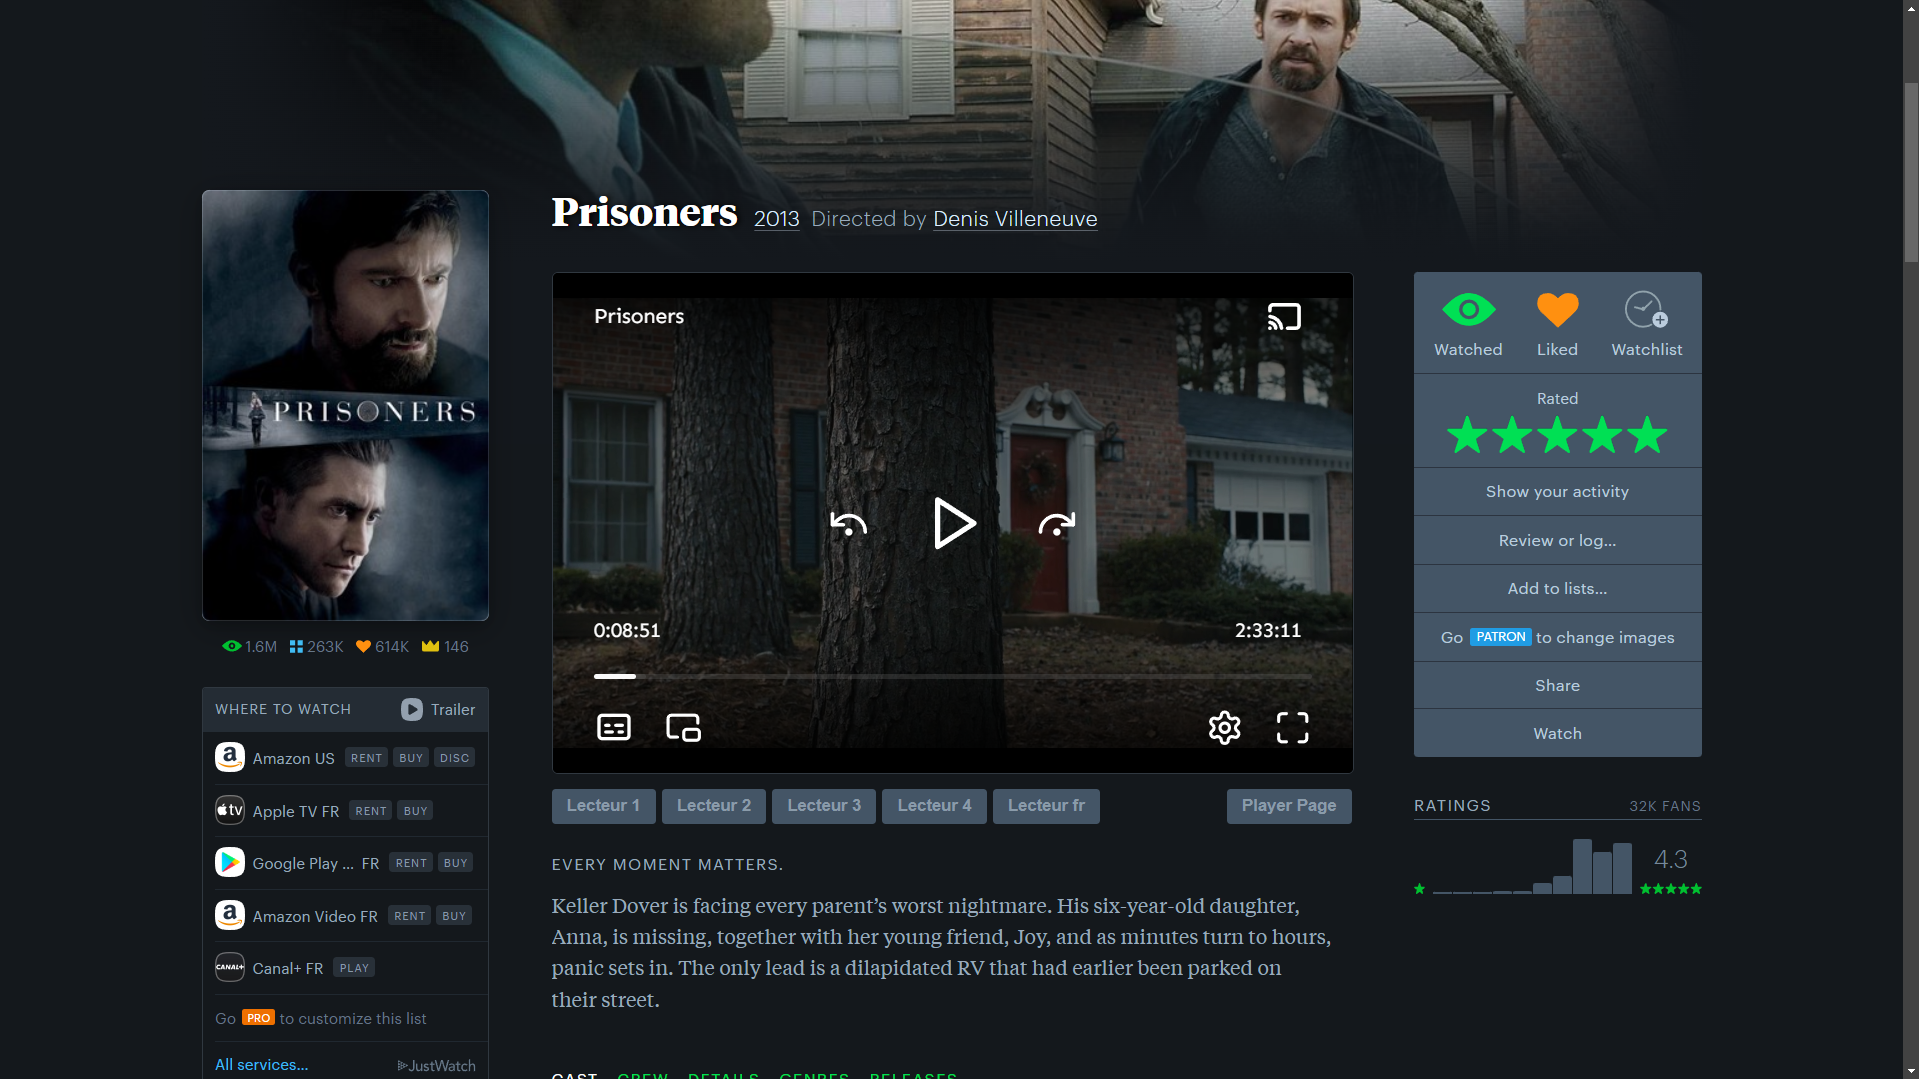 Prisoners 2013 Directed by Denis Villeneuve
PRISONERS
1.6M 263K 614K 146
WHERE TO WATCH Trailer
a Amazon US RENT BUY DISC
tv Apple TV FR RENT BUY
Google Play ... FR RENT BUY
a Amazon Video FR RENT BUY
CANAL+ Canal+ FR PLAY
Go PRO to customize this list
All services... JustWatch
Prisoners
0:08:51 2:33:11
Lecteur 1 Lecteur 2 Lecteur 3 Lecteur 4 Lecteur fr Player Page
EVERY MOMENT MATTERS.
Keller Dover is facing every parent’s worst nightmare. His six-year-old daughter,
Anna, is missing, together with her young friend, Joy, and as minutes turn to hours,
panic sets in. The only lead is a dilapidated RV that had earlier been parked on
their street.
CAST CREW DETAILS GENRES RELEASES
Watched Liked Watchlist
Rated
Show your activity
Review or log...
Add to lists...
Go PATRON to change images
Share
Watch
RATINGS 32K FANS
4.3